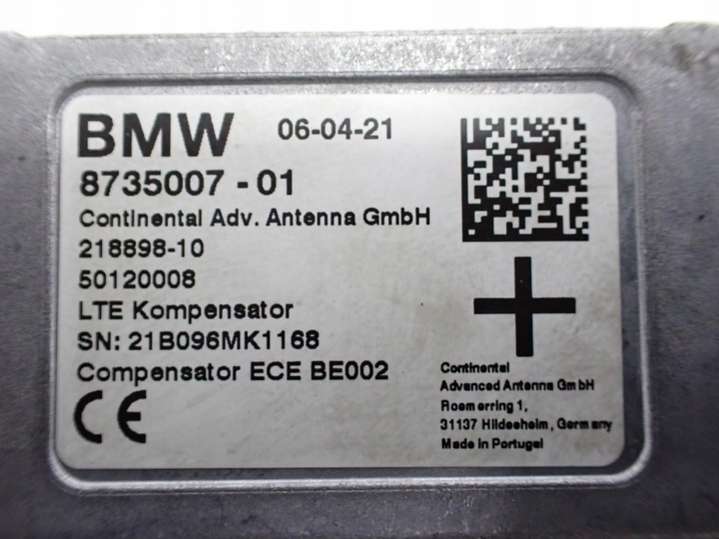 BMW 06-04-21
8735007 - 01
Continental Adv. Antenna GmbH
218898-10
50120008
LTE Kompensator
SN: 21B096MK1168
Compensator ECE BE002
CE
Continental
Advanced Antenna GmbH
Roemerring 1,
31137 Hildesheim, Germany
Made in Portugal